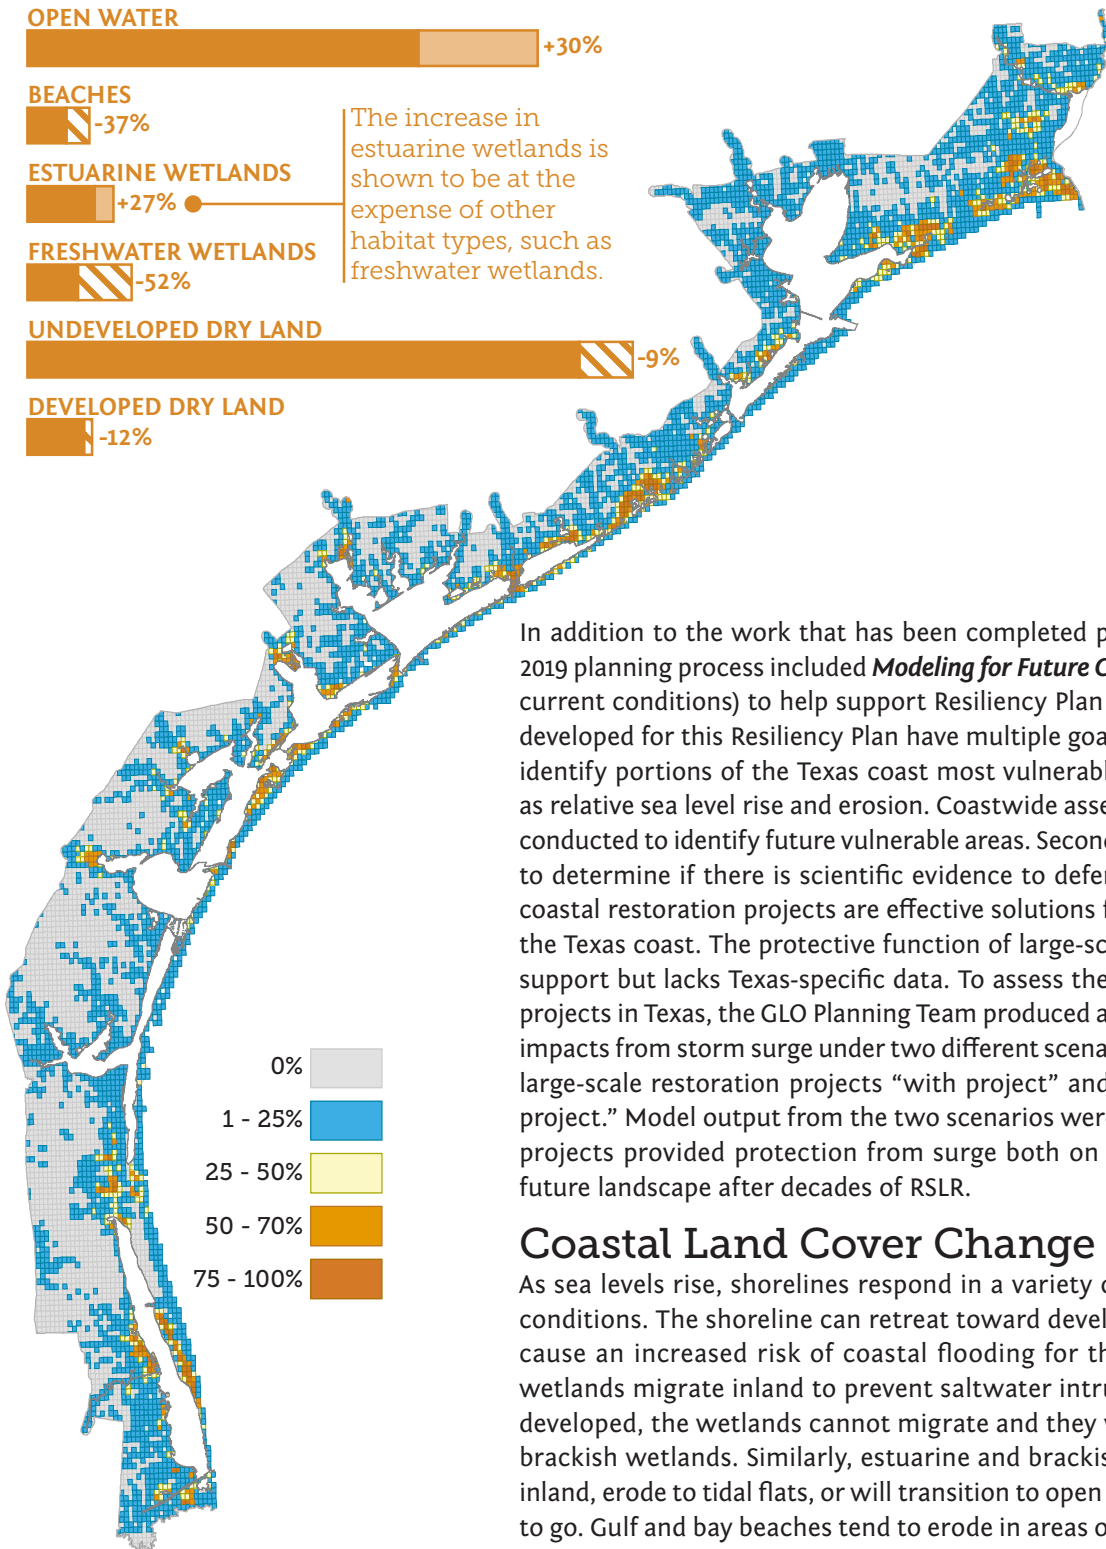 OPEN WATER
+30%
BEACHES
-37%
ESTUARINE WETLANDS
+27%
FRESHWATER WETLANDS
-52%
UNDEVELOPED DRY LAND
-9%
DEVELOPED DRY LAND
-12%
The increase in
estuarine wetlands is
shown to be at the
expense of other
habitat types, such as
freshwater wetlands.
0%
1 - 25%
25 - 50%
50 - 70%
75 - 100%
In addition to the work that has been completed p
2019 planning process included Modeling for Future C
current conditions) to help support Resiliency Plan
developed for this Resiliency Plan have multiple goa
identify portions of the Texas coast most vulnerabl
as relative sea level rise and erosion. Coastwide asse
conducted to identify future vulnerable areas. Second
to determine if there is scientific evidence to defen
coastal restoration projects are effective solutions f
the Texas coast. The protective function of large-sc
support but lacks Texas-specific data. To assess the
projects in Texas, the GLO Planning Team produced a
impacts from storm surge under two different scena
large-scale restoration projects “with project” and
project.” Model output from the two scenarios wer
projects provided protection from surge both on
future landscape after decades of RSLR.
Coastal Land Cover Change
As sea levels rise, shorelines respond in a variety o
conditions. The shoreline can retreat toward devel
cause an increased risk of coastal flooding for th
wetlands migrate inland to prevent saltwater intru
developed, the wetlands cannot migrate and they w
brackish wetlands. Similarly, estuarine and brackis
inland, erode to tidal flats, or will transition to open
to go. Gulf and bay beaches tend to erode in areas o